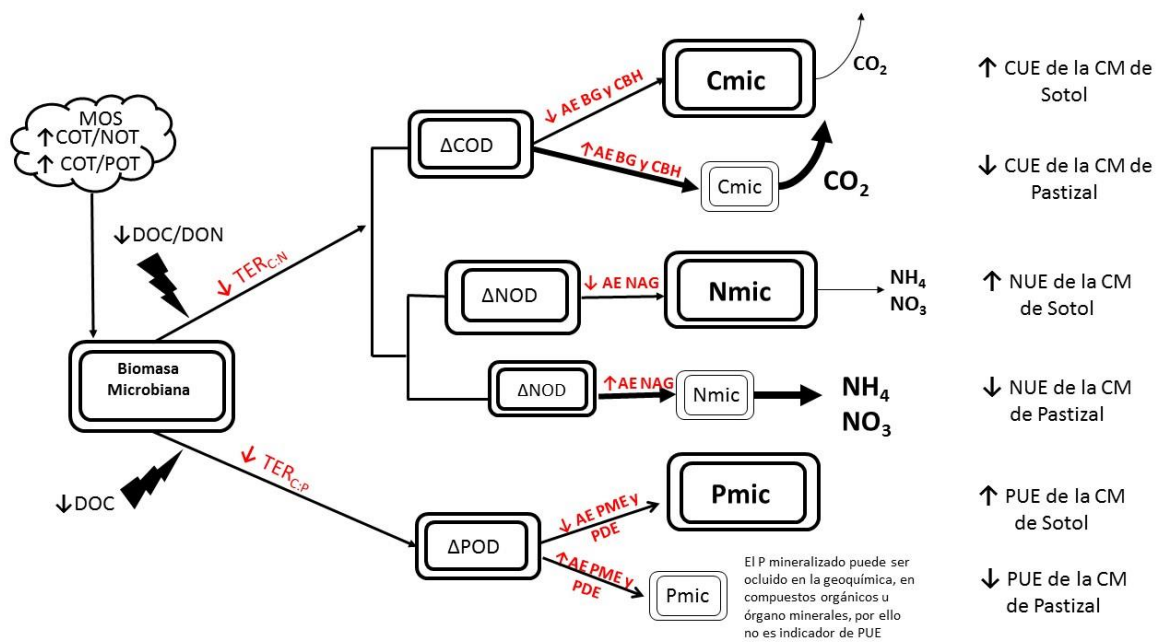 MOS
↑COT/NOT
↑ COT/POT
↓DOC/DON
↓ TERC:N
Biomasa
Microbiana
↓DOC
↓ TERC:P
ΔCOD
↓ AE BG y CBH
Cmic
CO2
↑AE BG y CBH
Cmic
CO2
↑ CUE de la CM de
Sotol
↓ CUE de la CM de
Pastizal
ΔNOD
↓ AE NAG
Nmic
NH4
NO3
↑ NUE de la CM
de Sotol
ΔNOD
↑AE NAG
Nmic
NH4
NO3
↓ NUE de la CM
de Pastizal
ΔPOD
↓ AE PME y
PDE
Pmic
↑ PUE de la CM
de Sotol
↑AE PME y
PDE
Pmic
El P mineralizado puede ser
ocluido en la geoquímica, en
compuestos orgánicos u
órgano minerales, por ello
no es indicador de PUE
↓ PUE de la CM
de Pastizal